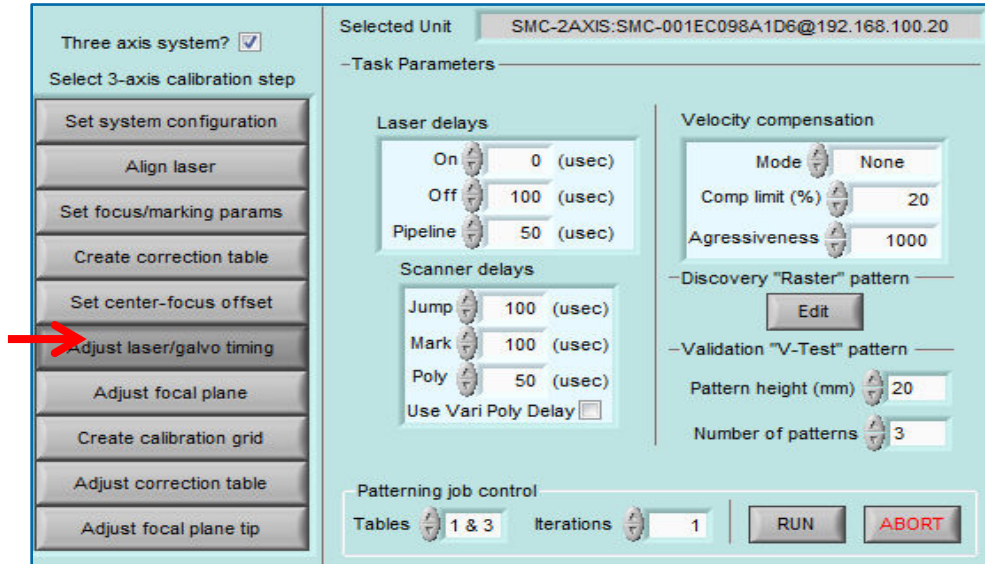 Three axis system?
Select 3-axis calibration step
Set system configuration
Align laser
Set focus/marking params
Create correction table
Set center-focus offset
Adjust laser/galvo timing
Adjust focal plane
Create calibration grid
Adjust correction table
Adjust focal plane tip
Selected Unit SMC-2AXIS:SMC-001EC098A1D6@192.168.100.20
Task Parameters
Laser delays
On 0 (usec)
Off 100 (usec)
Pipeline 50 (usec)
Scanner delays
Jump 100 (usec)
Mark 100 (usec)
Poly 50 (usec)
Use Vari Poly Delay
Velocity compensation
Mode None
Comp limit (%) 20
Agressiveness 1000
Discovery "Raster" pattern
Edit
Validation "V-Test" pattern
Pattern height (mm) 20
Number of patterns 3
Patterning job control
Tables 1 & 3 Iterations 1 RUN ABORT